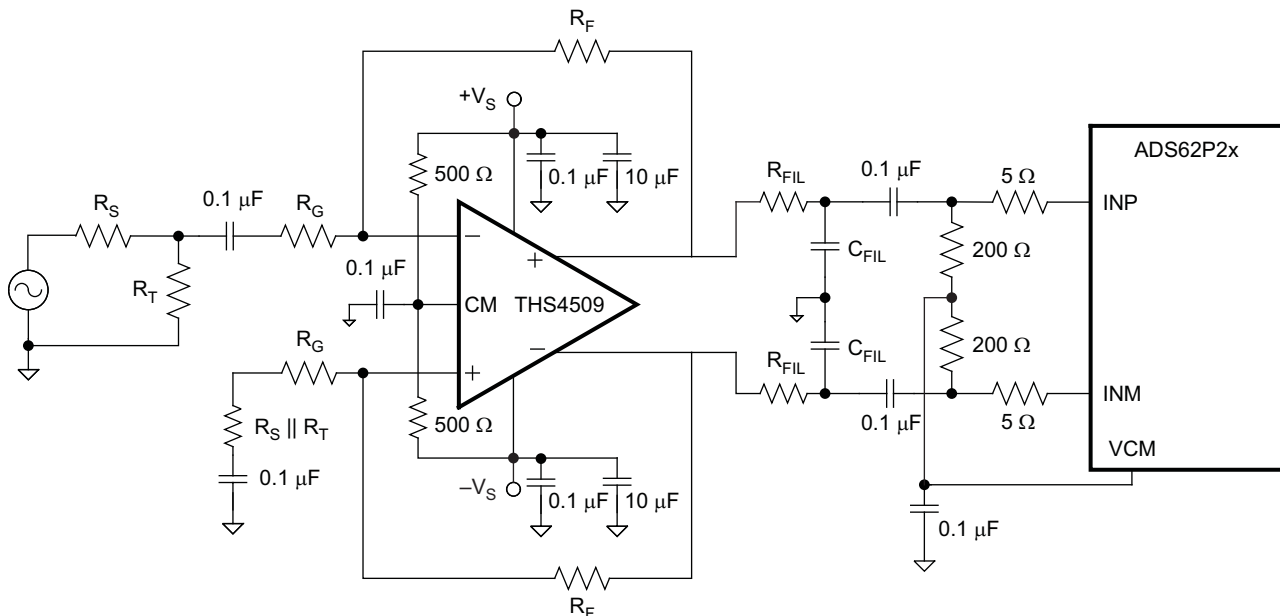 R_F
+V_S
500 Ω
0.1 µF
10 µF
R_S
0.1 µF
R_G
R_T
0.1 µF
−
+
CM
THS4509
+
−
R_G
R_S || R_T
0.1 µF
500 Ω
−V_S
0.1 µF
10 µF
R_F
R_FIL
0.1 µF
5 Ω
C_FIL
200 Ω
C_FIL
200 Ω
R_FIL
0.1 µF
5 Ω
ADS62P2x
INP
INM
VCM
0.1 µF